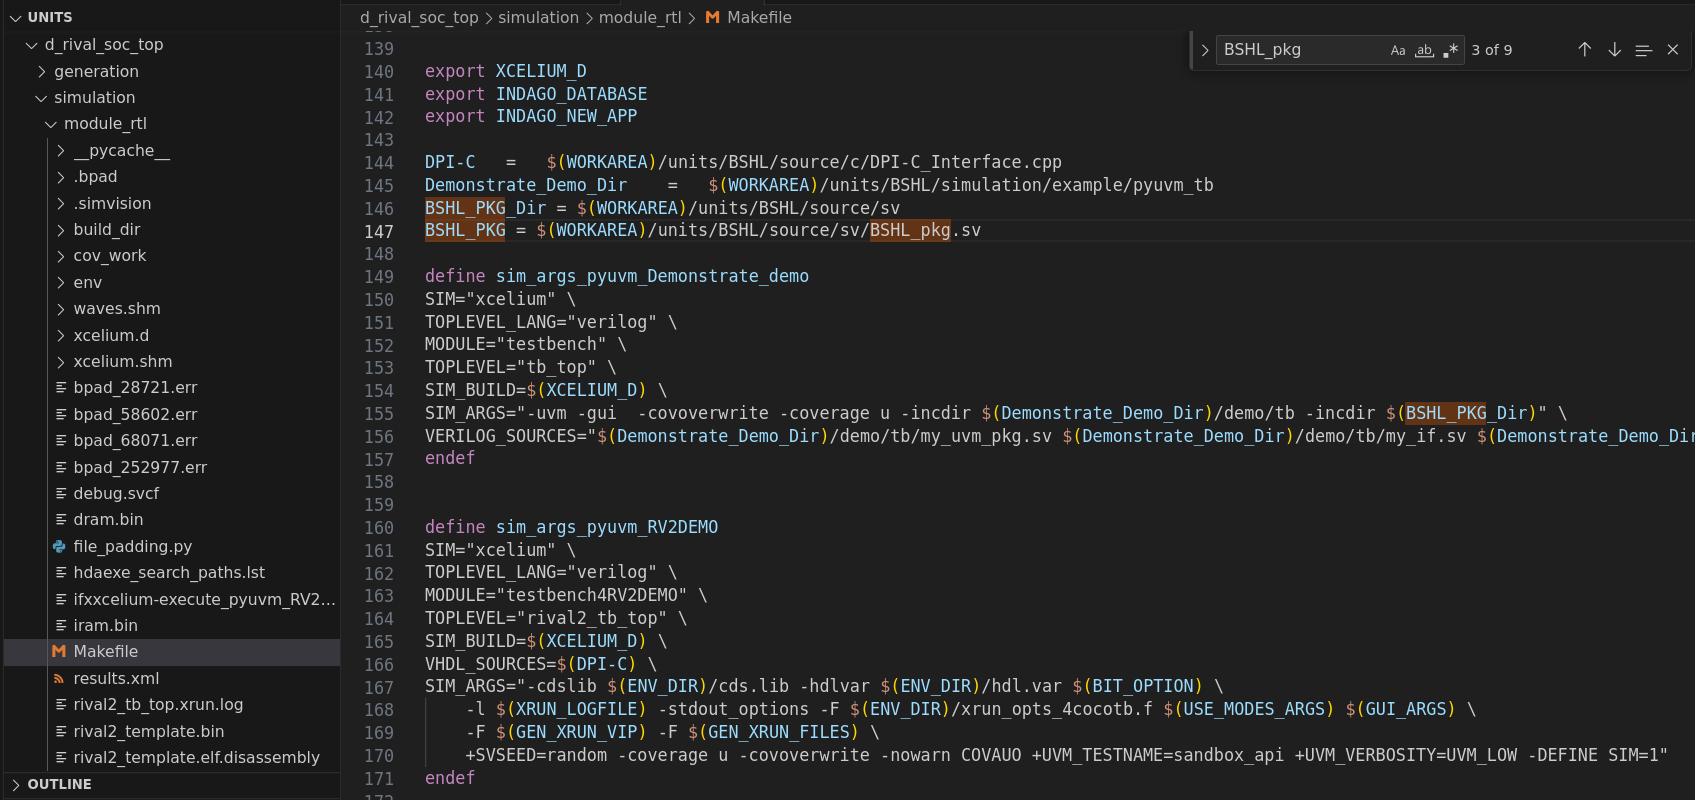 UNITS
d_rival_soc_top
generation
simulation
module_rtl
__pycache__
.bpad
.simvision
build_dir
cov_work
env
waves.shm
xcelium.d
xcelium.shm
bpad_28721.err
bpad_58602.err
bpad_68071.err
bpad_252977.err
debug.svcf
dram.bin
file_padding.py
hdaexe_search_paths.lst
ifxxcelium-execute_pyuvm_RV2...
iram.bin
Makefile
results.xml
rival2_tb_top.xrun.log
rival2_template.bin
rival2_template.elf.disassembly
OUTLINE
d_rival_soc_top > simulation > module_rtl > Makefile
BSHL_pkg Aa ab .* 3 of 9
139
140 export XCELIUM_D
141 export INDAGO_DATABASE
142 export INDAGO_NEW_APP
143
144 DPI-C   =   $(WORKAREA)/units/BSHL/source/c/DPI-C_Interface.cpp
145 Demonstrate_Demo_Dir    =   $(WORKAREA)/units/BSHL/simulation/example/pyuvm_tb
146 BSHL_PKG_Dir = $(WORKAREA)/units/BSHL/source/sv
147 BSHL_PKG = $(WORKAREA)/units/BSHL/source/sv/BSHL_pkg.sv
148
149 define sim_args_pyuvm_Demonstrate_demo
150 SIM="xcelium" \
151 TOPLEVEL_LANG="verilog" \
152 MODULE="testbench" \
153 TOPLEVEL="tb_top" \
154 SIM_BUILD=$(XCELIUM_D) \
155 SIM_ARGS="-uvm -gui  -covoverwrite -coverage u -incdir $(Demonstrate_Demo_Dir)/demo/tb -incdir $(BSHL_PKG_Dir)" \
156 VERILOG_SOURCES="$(Demonstrate_Demo_Dir)/demo/tb/my_uvm_pkg.sv $(Demonstrate_Demo_Dir)/demo/tb/my_if.sv $(Demonstrate_Demo_Dir
157 endef
158
159
160 define sim_args_pyuvm_RV2DEMO
161 SIM="xcelium" \
162 TOPLEVEL_LANG="verilog" \
163 MODULE="testbench4RV2DEMO" \
164 TOPLEVEL="rival2_tb_top" \
165 SIM_BUILD=$(XCELIUM_D) \
166 VHDL_SOURCES=$(DPI-C) \
167 SIM_ARGS="-cdslib $(ENV_DIR)/cds.lib -hdlvar $(ENV_DIR)/hdl.var $(BIT_OPTION) \
168     -l $(XRUN_LOGFILE) -stdout_options -F $(ENV_DIR)/xrun_opts_4cocotb.f $(USE_MODES_ARGS) $(GUI_ARGS) \
169     -F $(GEN_XRUN_VIP) -F $(GEN_XRUN_FILES) \
170     +SVSEED=random -coverage u -covoverwrite -nowarn COVAUO +UVM_TESTNAME=sandbox_api +UVM_VERBOSITY=UVM_LOW -DEFINE SIM=1"
171 endef